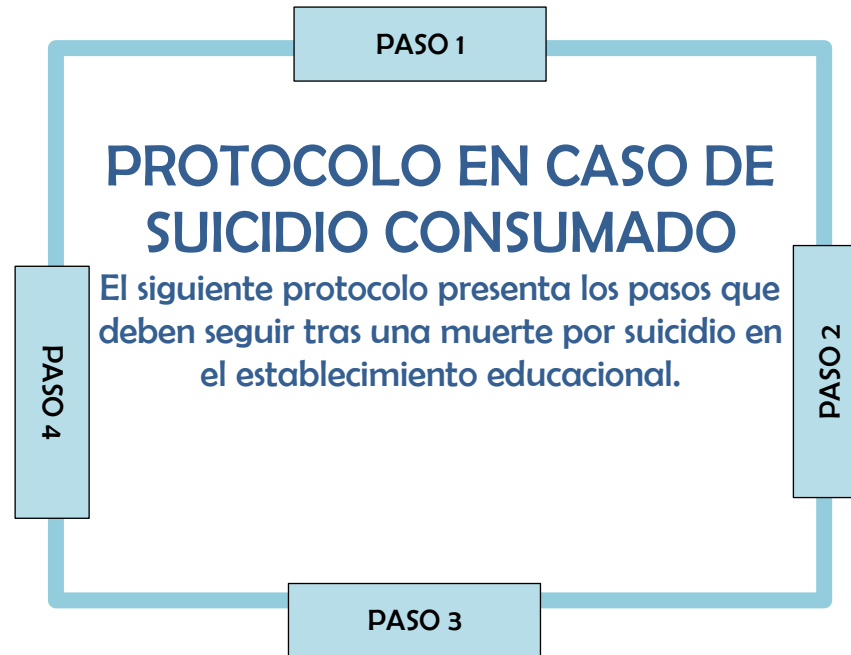 PASO 1
PROTOCOLO EN CASO DE
SUICIDIO CONSUMADO
El siguiente protocolo presenta los pasos que
deben seguir tras una muerte por suicidio en
el establecimiento educacional.
PASO 2
PASO 3
PASO 4